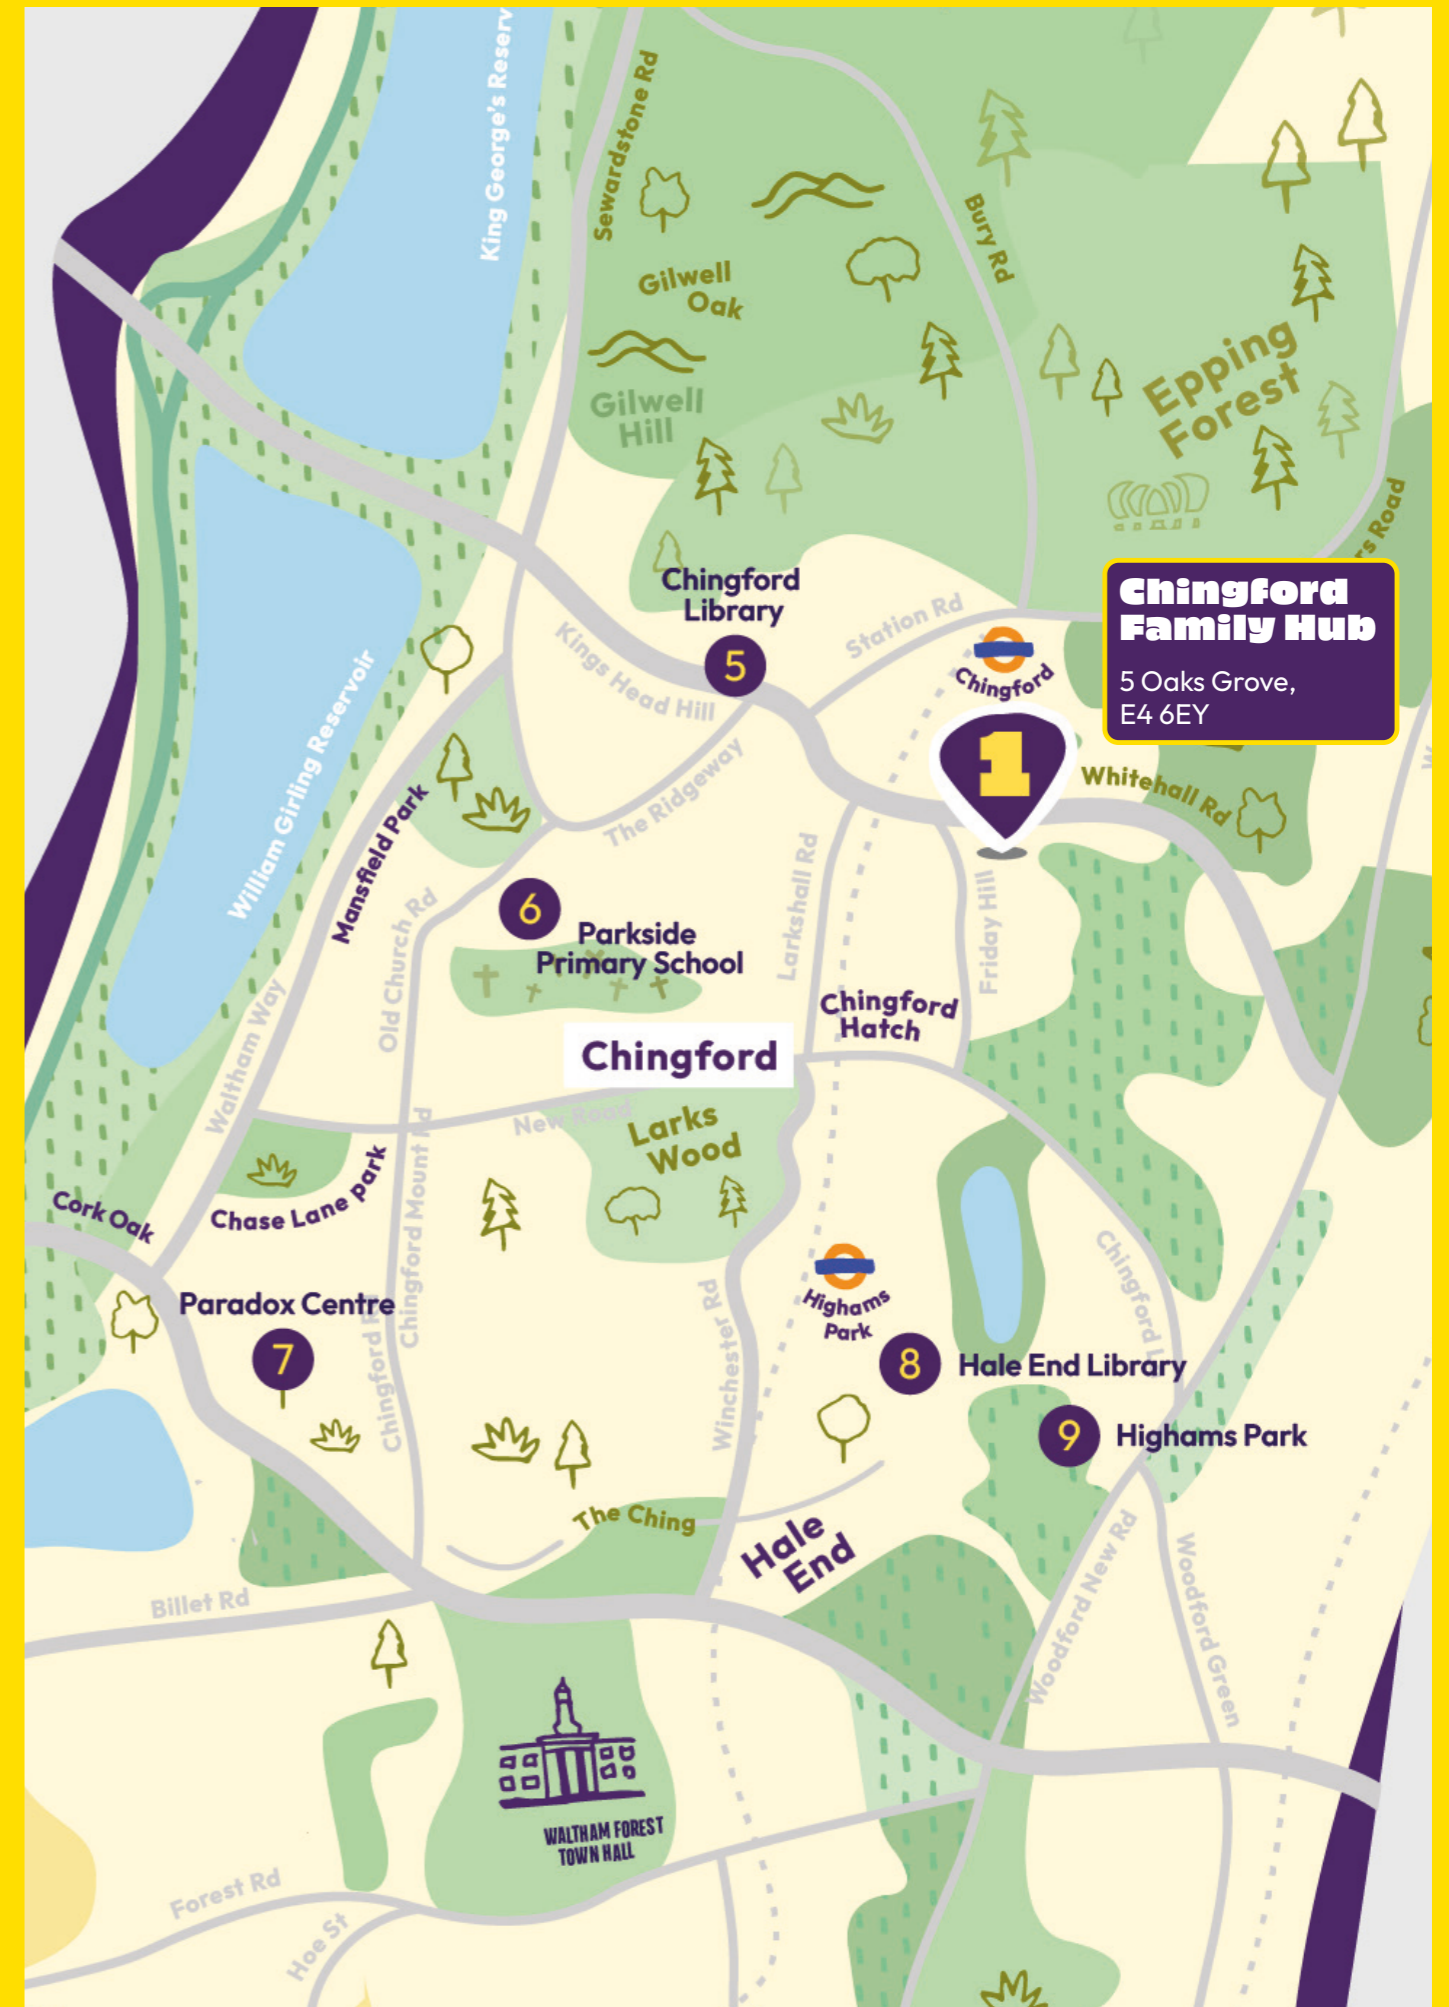 King George's Reserv
Sewardstone Rd
Bury Rd
Gilwell
Oak
Gilwell
Hill
Epping
Forest
rs Road
Chingford
Family Hub
5 Oaks Grove,
E4 6EY
Chingford
Library
5
Kings Head Hill
Station Rd
Chingford
1
Whitehall Rd
William Girling Reservoir
Mansfield Park
The Ridgeway
Old Church Rd
6
Parkside
Primary School
Larkshall Rd
Friday Hill
Chingford
Hatch
Chingford
Waltham Way
New Road
Larks
Wood
Chingford Mount Rd
Chase Lane park
Cork Oak
Paradox Centre
7
Chingford Rd
Winchester Rd
Highams
Park
8
Hale End Library
Chingford L
9
Highams Park
The Ching
Hale
End
Billet Rd
Woodford New Rd
Woodford Green
WALTHAM FOREST
TOWN HALL
Forest Rd
Hoe St